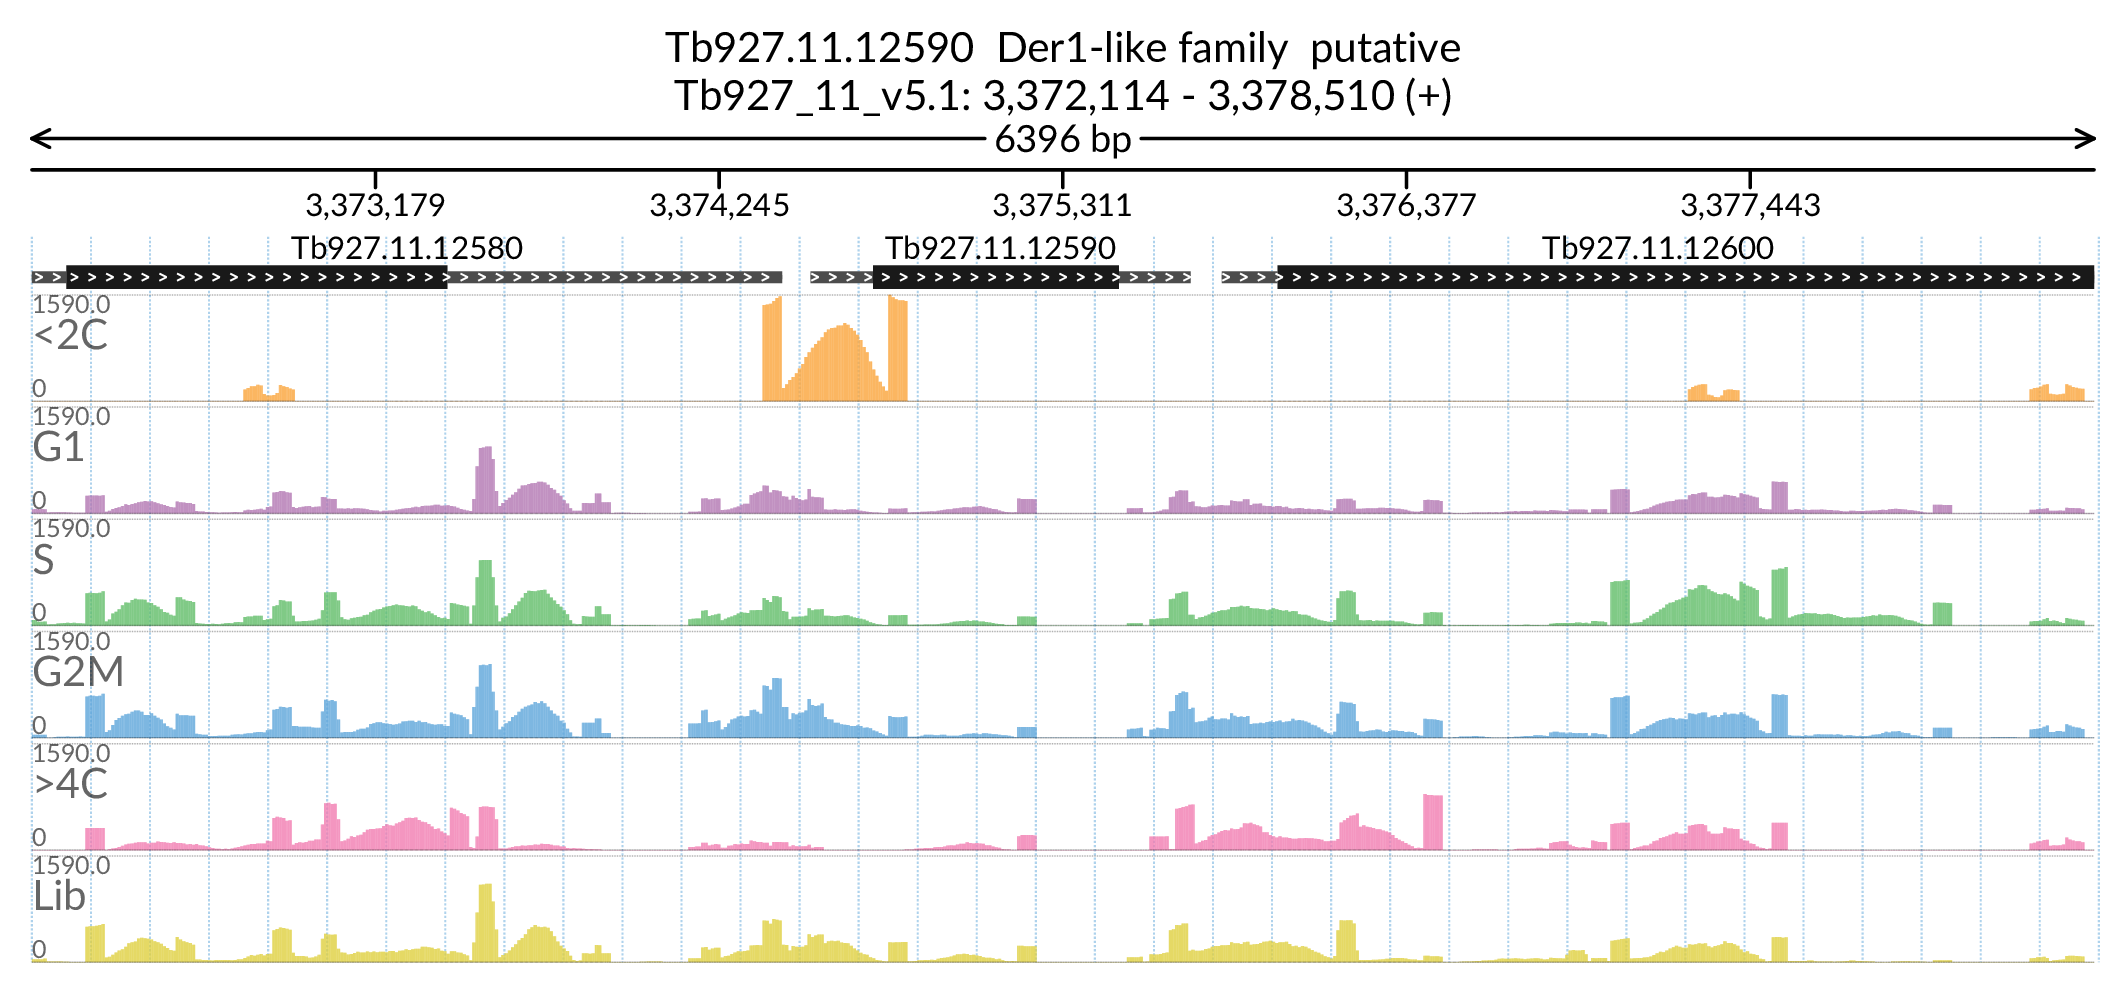 Tb927.11.12590  Der1-like family  putative
Tb927_11_v5.1: 3,372,114 - 3,378,510 (+)
6396 bp
3,373,179 3,374,245 3,375,311 3,376,377 3,377,443
Tb927.11.12580 Tb927.11.12590 Tb927.11.12600
1590.0
<2C
0
1590.0
G1
0
1590.0
S
0
1590.0
G2M
0
1590.0
>4C
0
1590.0
Lib
0